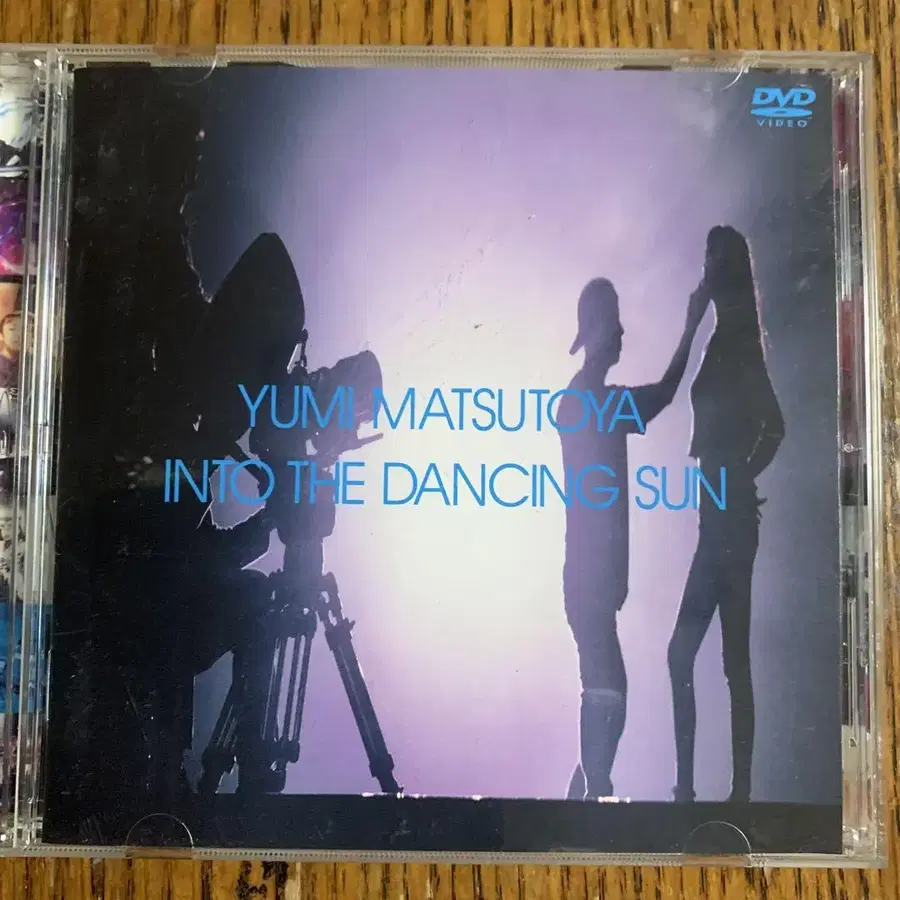 DVD
VIDEO
YUMI MATSUTOYA
INTO THE DANCING SUN